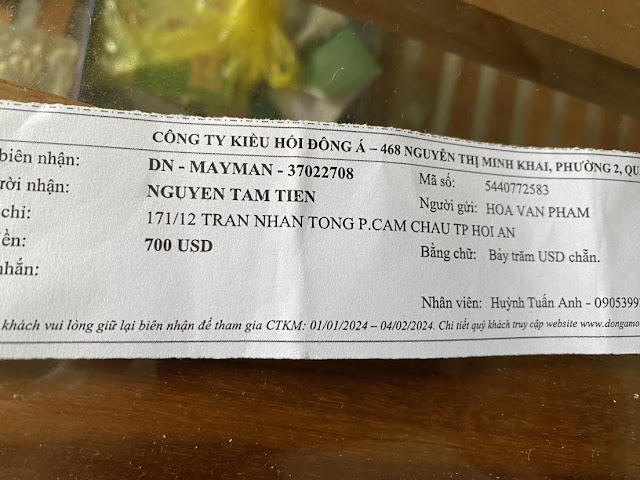 CÔNG TY KIỀU HỐI ĐÔNG Á – 468 NGUYỄN THỊ MINH KHAI, PHƯỜNG 2, QU
biên nhận: DN - MAYMAN - 37022708 Mã số: 5440772583
ười nhận: NGUYEN TAM TIEN Người gửi: HOA VAN PHAM
chỉ: 171/12 TRAN NHAN TONG P.CAM CHAU TP HOI AN
ền: 700 USD Bằng chữ: Bảy trăm USD chẵn.
nhắn:
Nhân viên: Huỳnh Tuấn Anh - 0905399
khách vui lòng giữ lại biên nhận để tham gia CTKM: 01/01/2024 – 04/02/2024. Chi tiết quý khách truy cập website www.dongamo